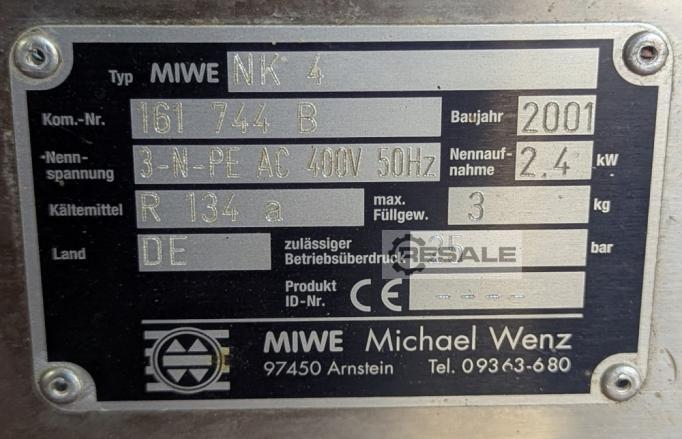 Typ MIWE NK 4
Kom.-Nr. 161 744 B Baujahr 2001
Nenn-spannung 3-N-PE AC 400V 50Hz Nennauf-nahme 2.4 kW
Kältemittel R 134 a max. Füllgew. 3 kg
Land DE zulässiger Betriebsüberdruck 25 bar
RESALE
Produkt ID-Nr. CE - - - -
MIWE Michael Wenz
97450 Arnstein Tel. 09363-680